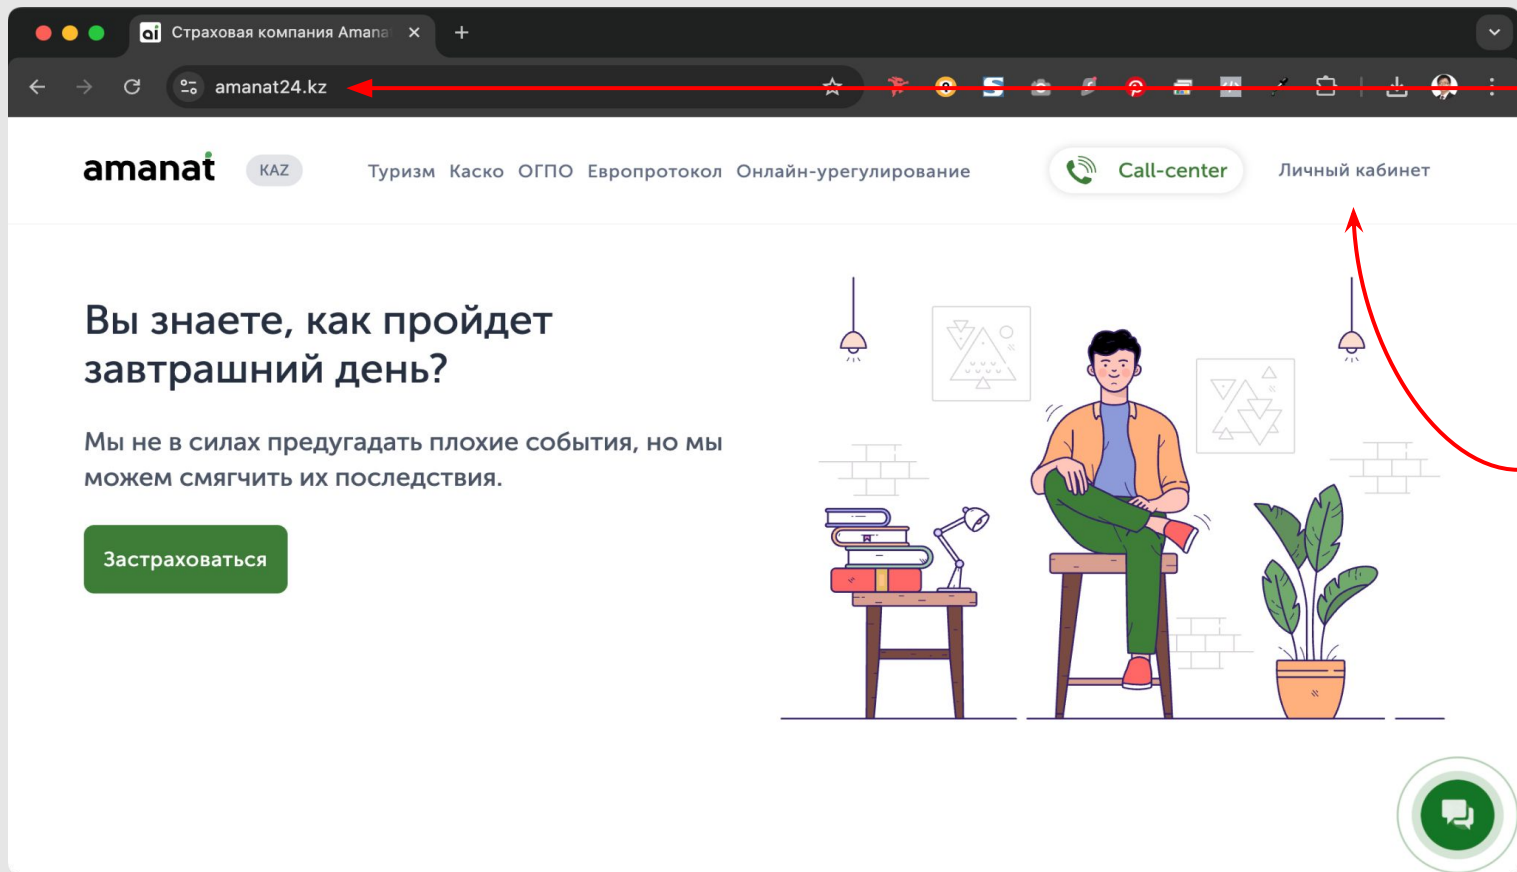 Страховая компания Amana
amanat24.kz
amanat
KAZ
Туризм Каско ОГПО Европротокол Онлайн-урегулирование
Call-center
Личный кабинет
Вы знаете, как пройдет
завтрашний день?
Мы не в силах предугадать плохие события, но мы
можем смягчить их последствия.
Застраховаться